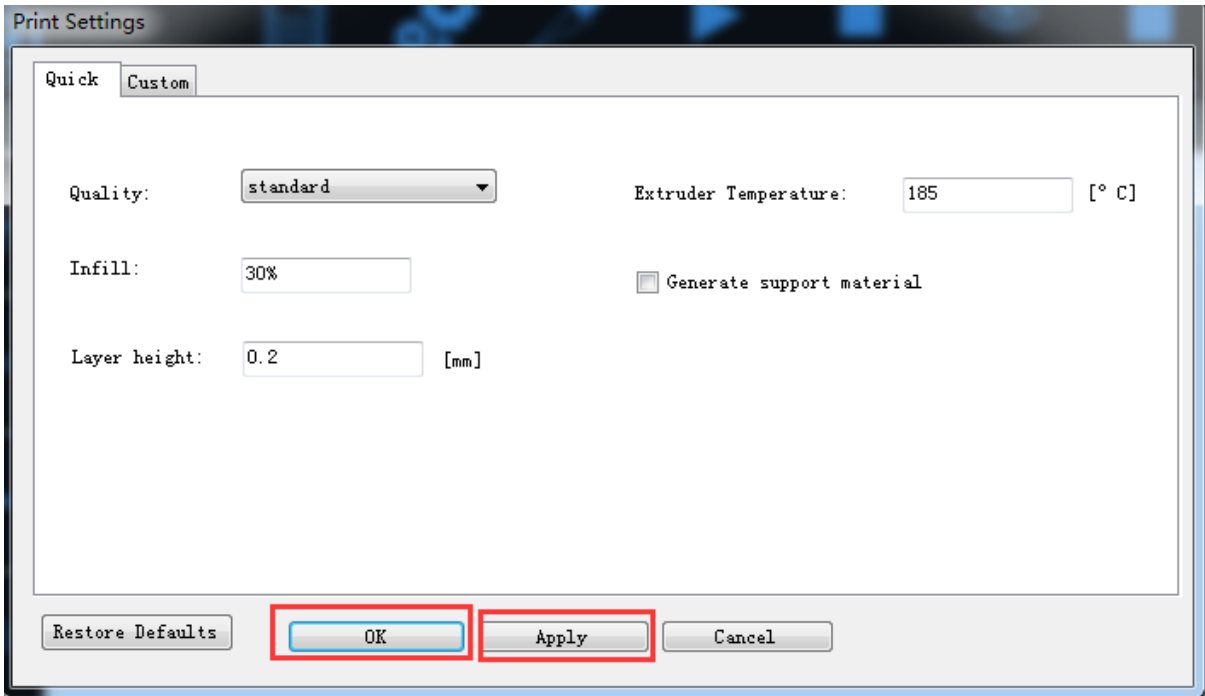 Print Settings
Quick Custom
Quality: standard Extruder Temperature: 185 [° C]
Infill: 30% Generate support material
Layer height: 0.2 [mm]
Restore Defaults OK Apply Cancel